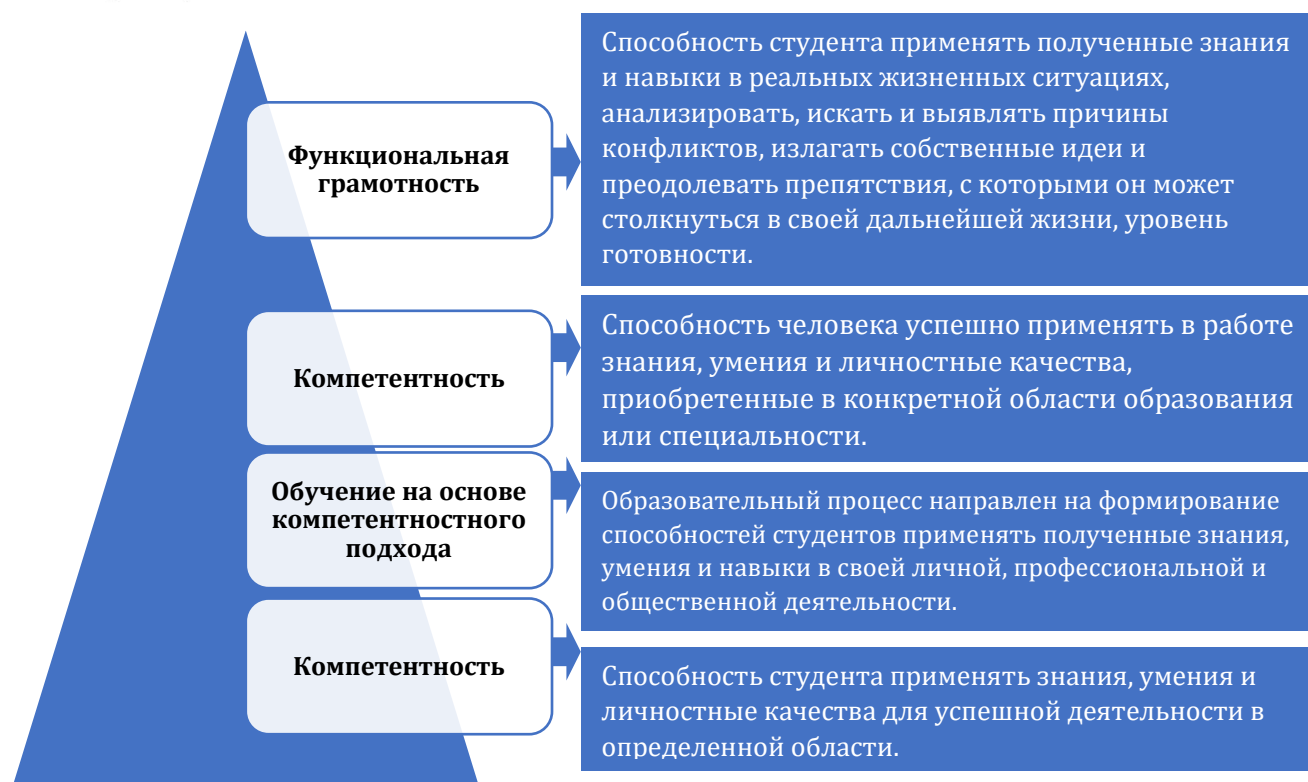 Функциональная
грамотность
Способность студента применять полученные знания
и навыки в реальных жизненных ситуациях,
анализировать, искать и выявлять причины
конфликтов, излагать собственные идеи и
преодолевать препятствия, с которыми он может
столкнуться в своей дальнейшей жизни, уровень
готовности.
Компетентность
Способность человека успешно применять в работе
знания, умения и личностные качества,
приобретенные в конкретной области образования
или специальности.
Обучение на основе
компетентностного
подхода
Образовательный процесс направлен на формирование
способностей студентов применять полученные знания,
умения и навыки в своей личной, профессиональной и
общественной деятельности.
Компетентность
Способность студента применять знания, умения и
личностные качества для успешной деятельности в
определенной области.